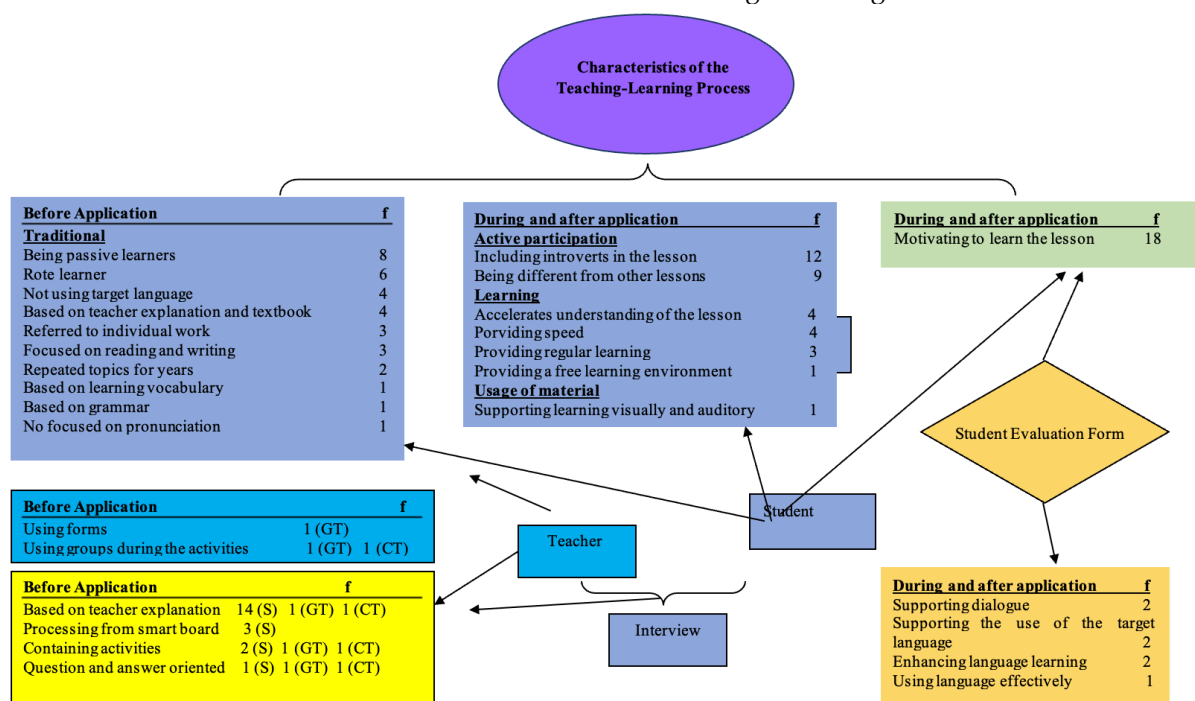 Characteristics of the
Teaching-Learning Process
Before Application f
Traditional
Being passive learners 8
Rote learner 6
Not using target language 4
Based on teacher explanation and textbook 4
Referred to individual work 3
Focused on reading and writing 3
Repeated topics for years 2
Based on learning vocabulary 1
Based on grammar 1
No focused on pronunciation 1
During and after application f
Active participation
Including introverts in the lesson 12
Being different from other lessons 9
Learning
Accelerates understanding of the lesson 4
Porviding speed 4
Providing regular learning 3
Providing a free learning environment 1
Usage of material
Supporting learning visually and auditory 1
During and after application f
Motivating to learn the lesson 18
Student Evaluation Form
Before Application f
Using forms 1 (GT)
Using groups during the activities 1 (GT) 1 (CT)
Teacher
Student
Before Application f
Based on teacher explanation 14 (S) 1 (GT) 1 (CT)
Processing from smart board 3 (S)
Containing activities 2 (S) 1 (GT) 1 (CT)
Question and answer oriented 1 (S) 1 (GT) 1 (CT)
Interview
During and after application f
Supporting dialogue 2
Supporting the use of the target
language 2
Enhancing language learning 2
Using language effectively 1